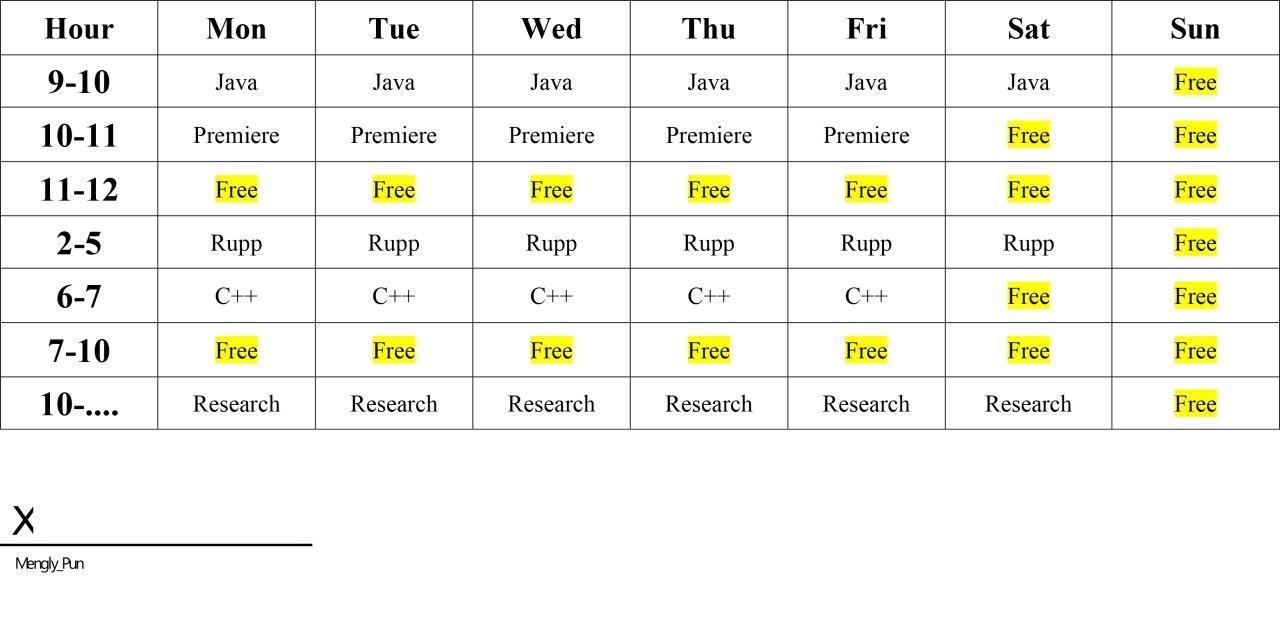 Hour Mon Tue Wed Thu Fri Sat Sun
9-10 Java Java Java Java Java Java Free
10-11 Premiere Premiere Premiere Premiere Premiere Free Free
11-12 Free Free Free Free Free Free Free
2-5 Rupp Rupp Rupp Rupp Rupp Rupp Free
6-7 C++ C++ C++ C++ C++ Free Free
7-10 Free Free Free Free Free Free Free
10-.... Research Research Research Research Research Research Free
X
Mengly_Pun